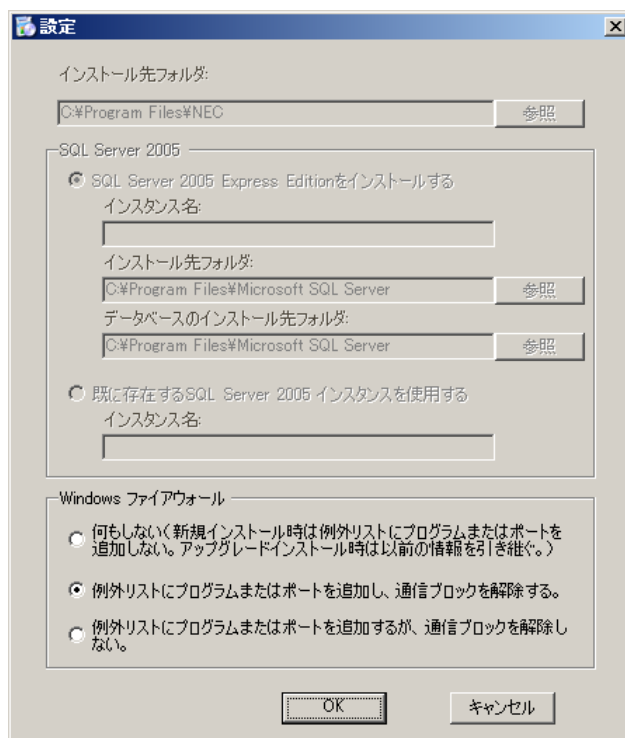 設定
インストール先フォルダ:
C:¥Program Files¥NEC
参照
SQL Server 2005
SQL Server 2005 Express Editionをインストールする
インスタンス名:
インストール先フォルダ:
C:¥Program Files¥Microsoft SQL Server
参照
データベースのインストール先フォルダ:
C:¥Program Files¥Microsoft SQL Server
参照
既に存在するSQL Server 2005 インスタンスを使用する
インスタンス名:
Windows ファイアウォール
何もしない(新規インストール時は例外リストにプログラムまたはポートを
追加しない。アップグレードインストール時は以前の情報を引き継ぐ。)
例外リストにプログラムまたはポートを追加し、通信ブロックを解除する。
例外リストにプログラムまたはポートを追加するが、通信ブロックを解除し
ない。
OK
キャンセル